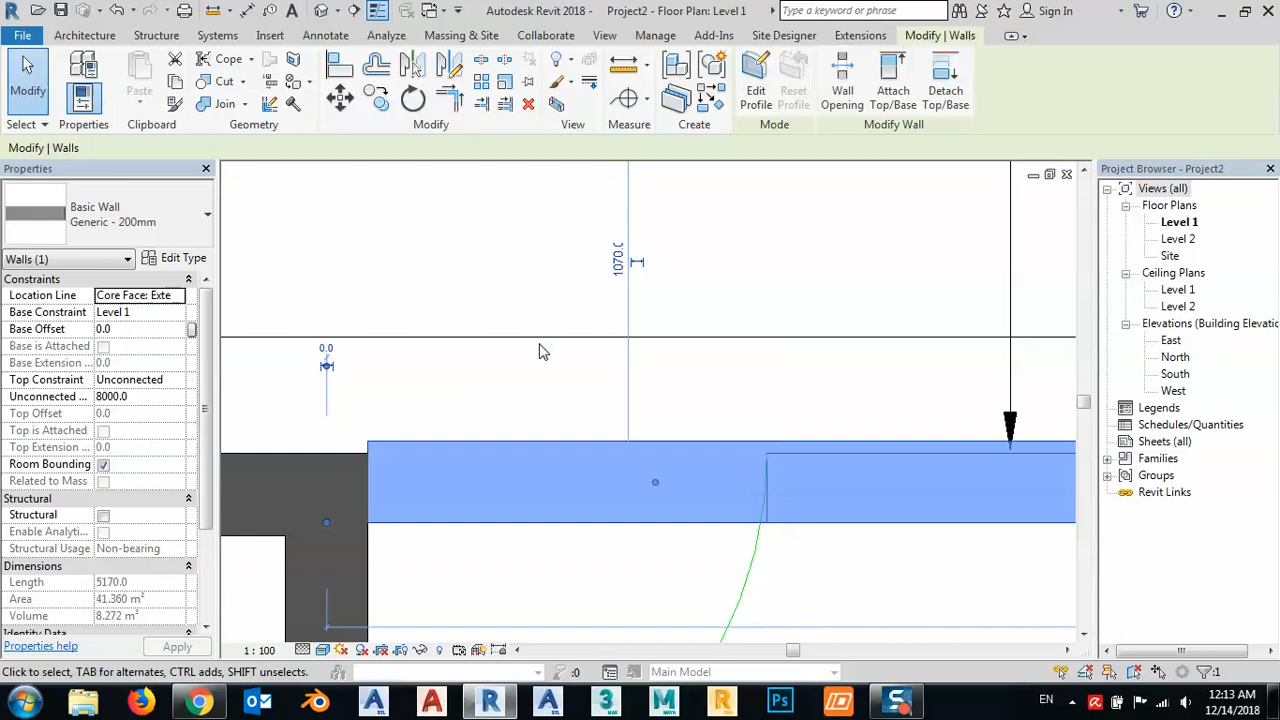 Autodesk Revit 2018 - Project2 - Floor Plan: Level 1
Type a keyword or phrase
Sign In
File Architecture Structure Systems Insert Annotate Analyze Massing & Site Collaborate View Manage Add-Ins Site Designer Extensions Modify | Walls
Modify
Properties
Paste
Cope
Cut
Join
Edit Profile
Reset Profile
Wall Opening
Attach Top/Base
Detach Top/Base
Select Properties Clipboard Geometry Modify View Measure Create Mode Modify Wall
Modify | Walls
Properties
Basic Wall
Generic - 200mm
Walls (1)
Edit Type
Constraints
Location Line Core Face: Exte
Base Constraint Level 1
Base Offset 0.0
Base is Attached
Base Extension ...
0.0
Top Constraint Unconnected
Unconnected ... 8000.0
Top Offset 0.0
Top is Attached
Top Extension ... 0.0
Room Bounding
Related to Mass
Structural
Structural
Enable Analyti...
Structural Usage Non-bearing
Dimensions
Length 5170.0
Area 41.360 m²
Volume 8.272 m³
Identity Data
Properties help
Apply
1070.0
0.0
1 : 100
Project Browser - Project2
Views (all)
Floor Plans
Level 1
Level 2
Site
Ceiling Plans
Level 1
Level 2
Elevations (Building Elevatio
East
North
South
West
Legends
Schedules/Quantities
Sheets (all)
Families
Groups
Revit Links
Click to select, TAB for alternates, CTRL adds, SHIFT unselects.
:0
Main Model
:1
EN
12:13 AM
12/14/2018